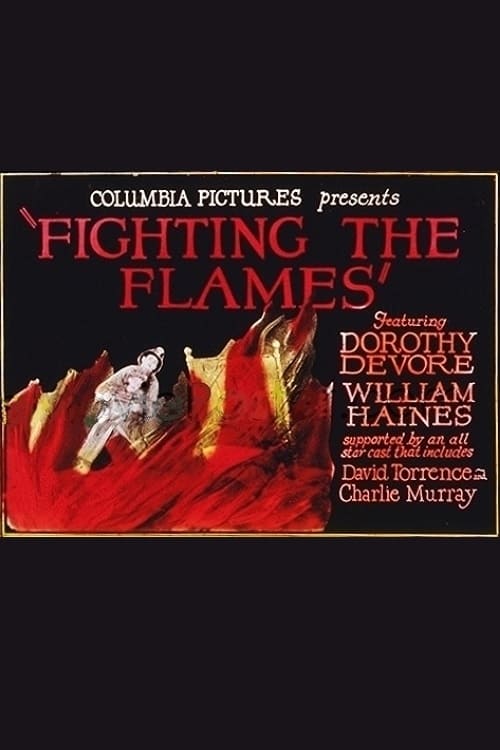 COLUMBIA PICTURES presents
"FIGHTING THE
FLAMES"
Featuring
DOROTHY
DEVORE
WILLIAM
HAINES
supported by an all
star cast that includes
David Torrence and
Charlie Murray